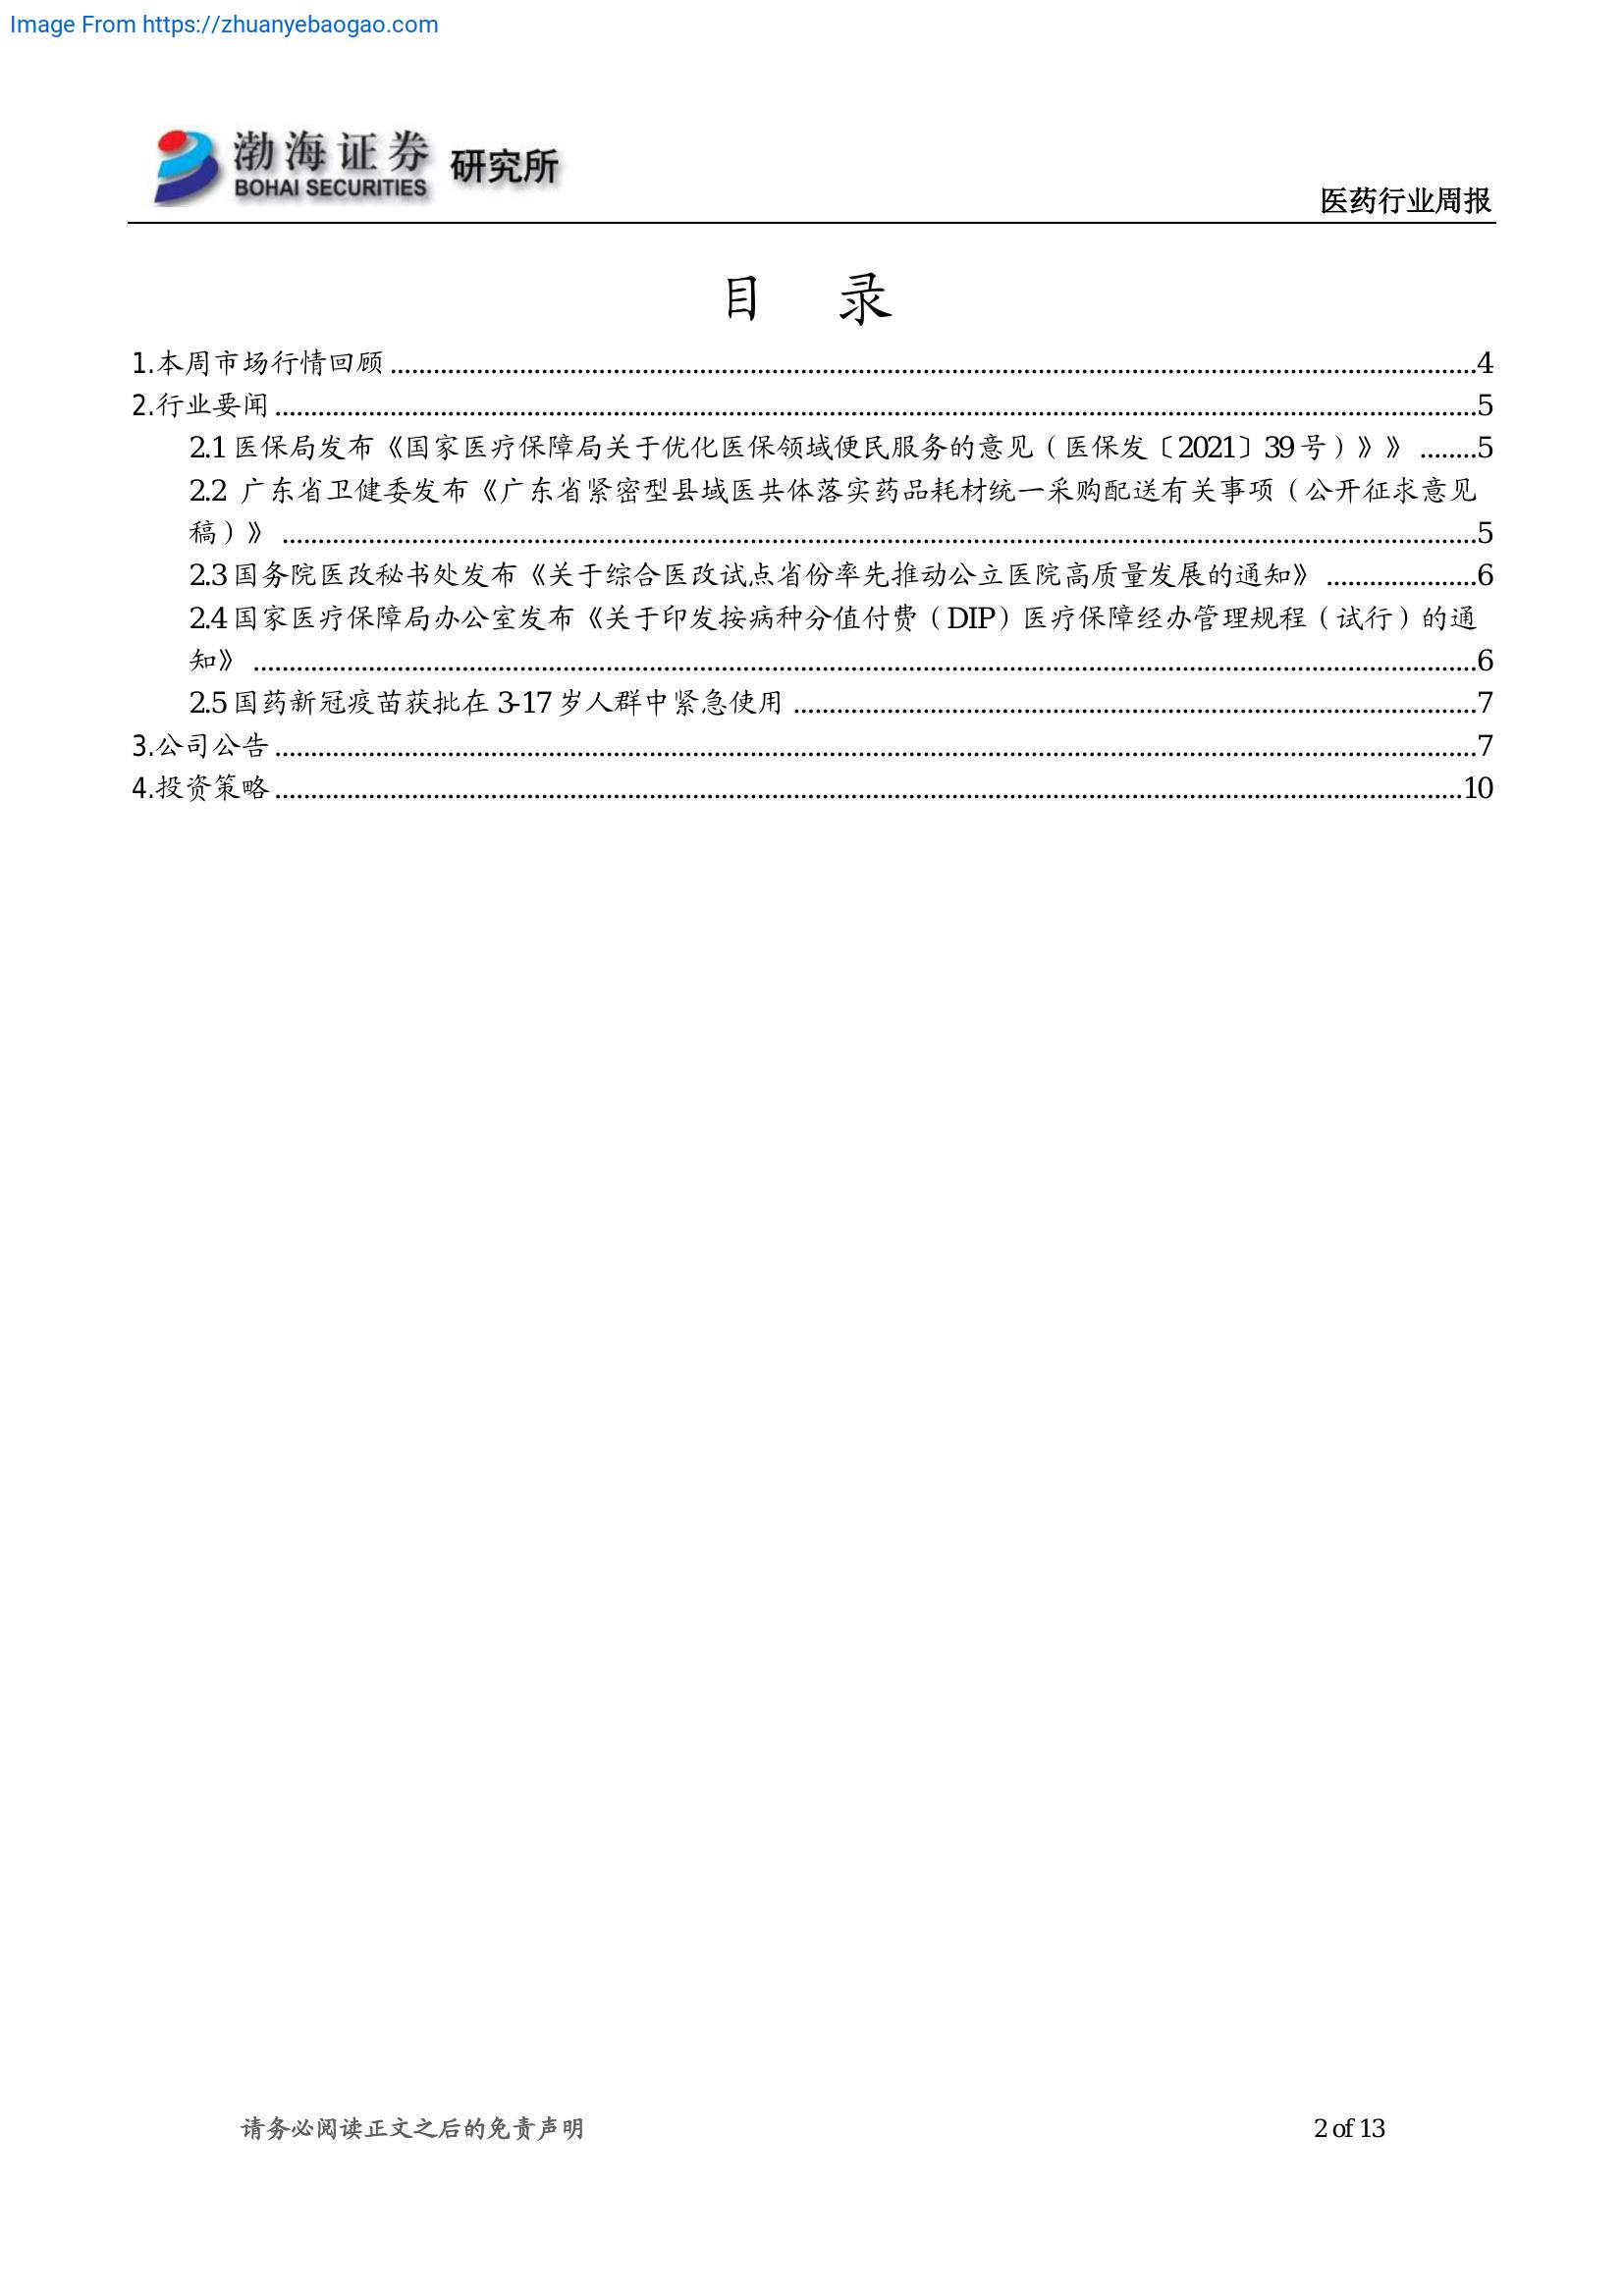 Image From https://zhuanyebaogao.com
渤海证券 研究所
BOHAI SECURITIES
医药行业周报
目 录
1.本周市场行情回顾 ........ 4
2.行业要闻 ........ 5
2.1 医保局发布《国家医疗保障局关于优化医保领域便民服务的意见（医保发〔2021〕39 号）》》 ........ 5
2.2 广东省卫健委发布《广东省紧密型县域医共体落实药品耗材统一采购配送有关事项（公开征求意见
稿）》 ........ 5
2.3 国务院医改秘书处发布《关于综合医改试点省份率先推动公立医院高质量发展的通知》 ........ 6
2.4 国家医疗保障局办公室发布《关于印发按病种分值付费（DIP）医疗保障经办管理规程（试行）的通
知》 ........ 6
2.5 国药新冠疫苗获批在 3-17 岁人群中紧急使用 ........ 7
3.公司公告 ........ 7
4.投资策略 ........ 10
请务必阅读正文之后的免责声明
2 of 13